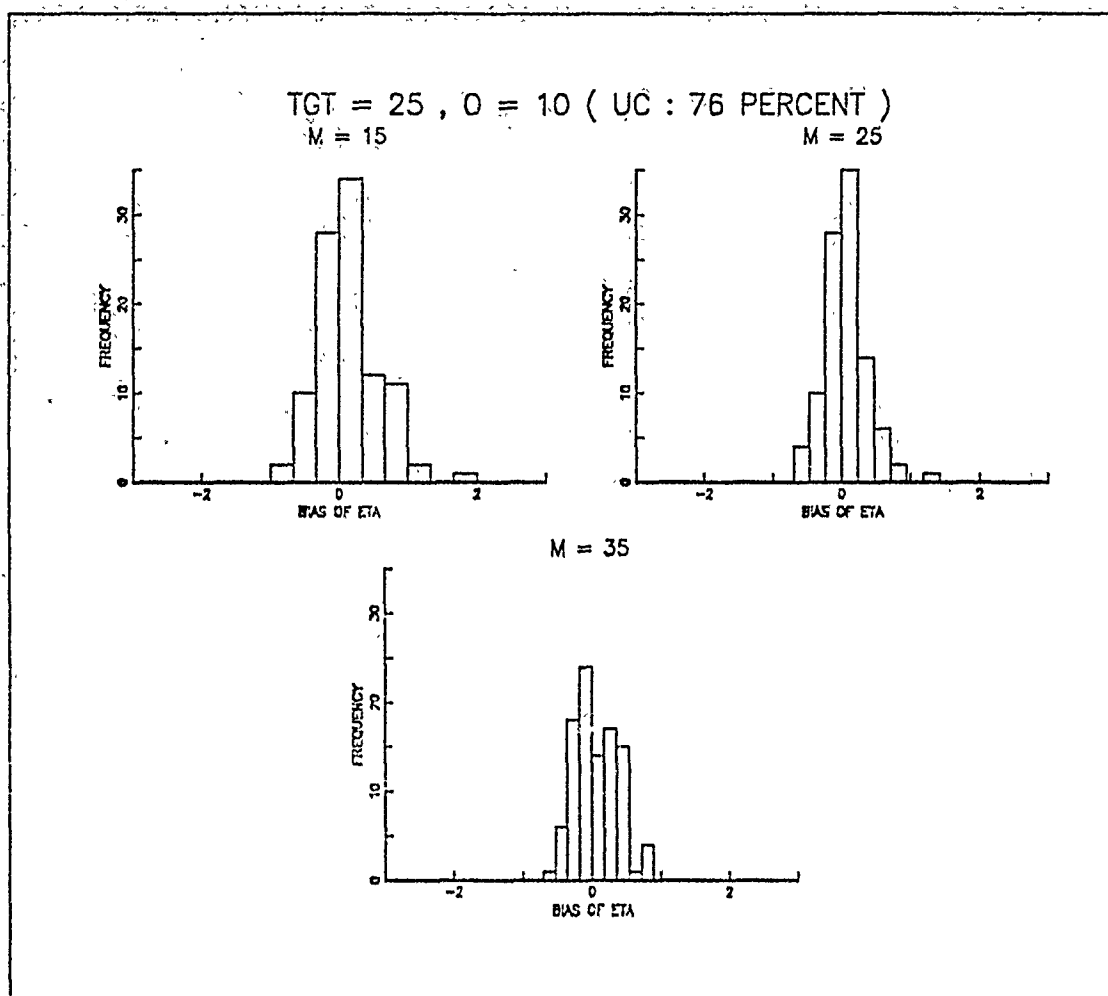 TGT = 25 , O = 10 ( UC : 76 PERCENT )
M = 15
M = 25
FREQUENCY
0 10 20 30
-2 0 2
BIAS OF ETA
FREQUENCY
0 10 20 30
-2 0 2
BIAS OF ETA
M = 35
FREQUENCY
0 10 20 30
-2 0 2
BIAS OF ETA